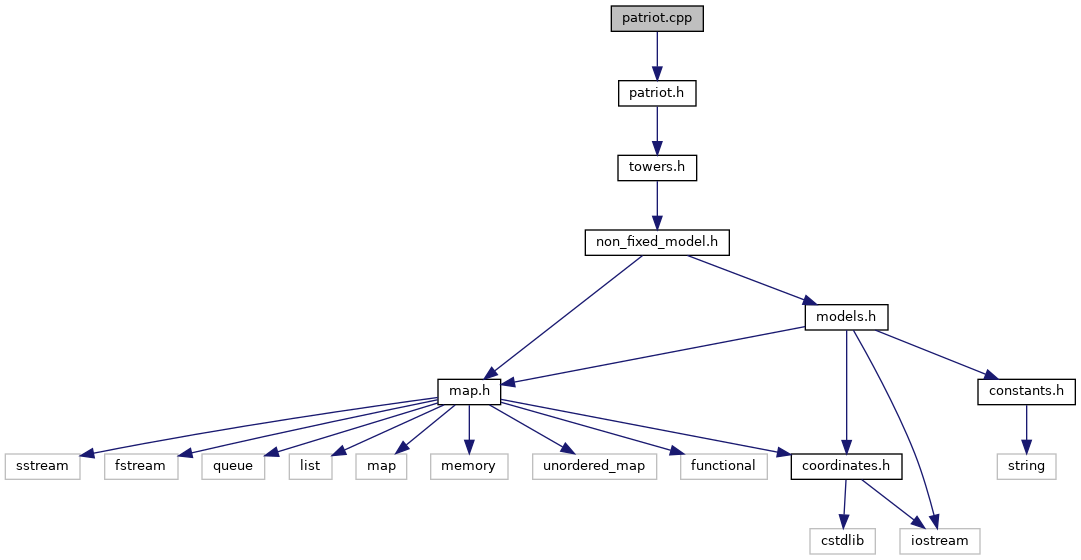 patriot.cpp
patriot.h
towers.h
non_fixed_model.h
models.h
map.h
constants.h
sstream
fstream
queue
list
map
memory
unordered_map
functional
coordinates.h
string
cstdlib
iostream